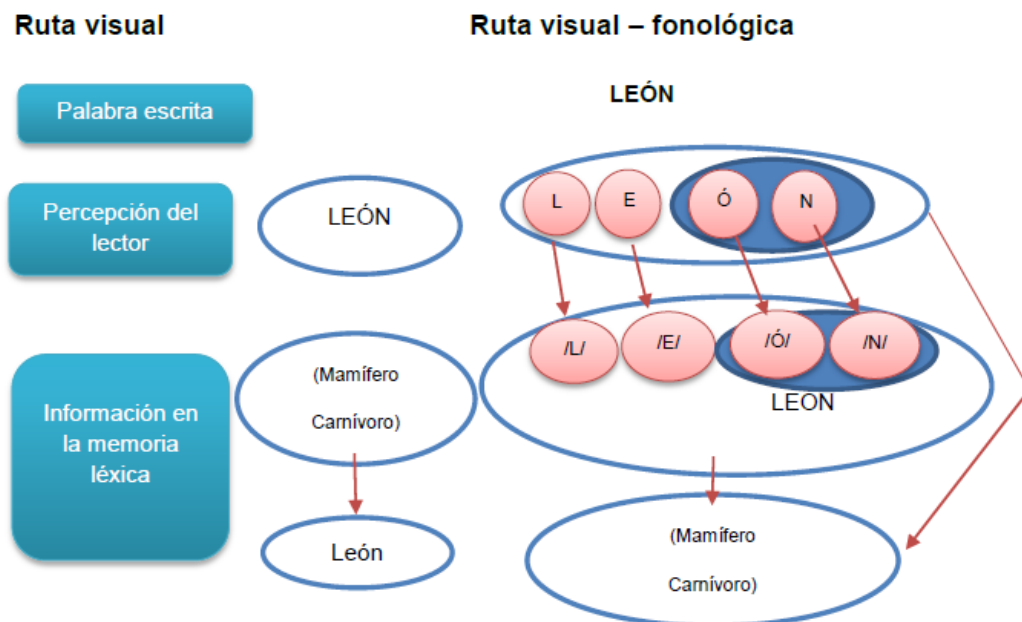 Ruta visual
Ruta visual – fonológica
Palabra escrita
LEÓN
Percepción del
lector
LEÓN
L
E
Ó
N
Información en
la memoria
léxica
(Mamífero
Carnívoro)
León
/L/
/E/
/Ó/
/N/
LEÓN
(Mamífero
Carnívoro)